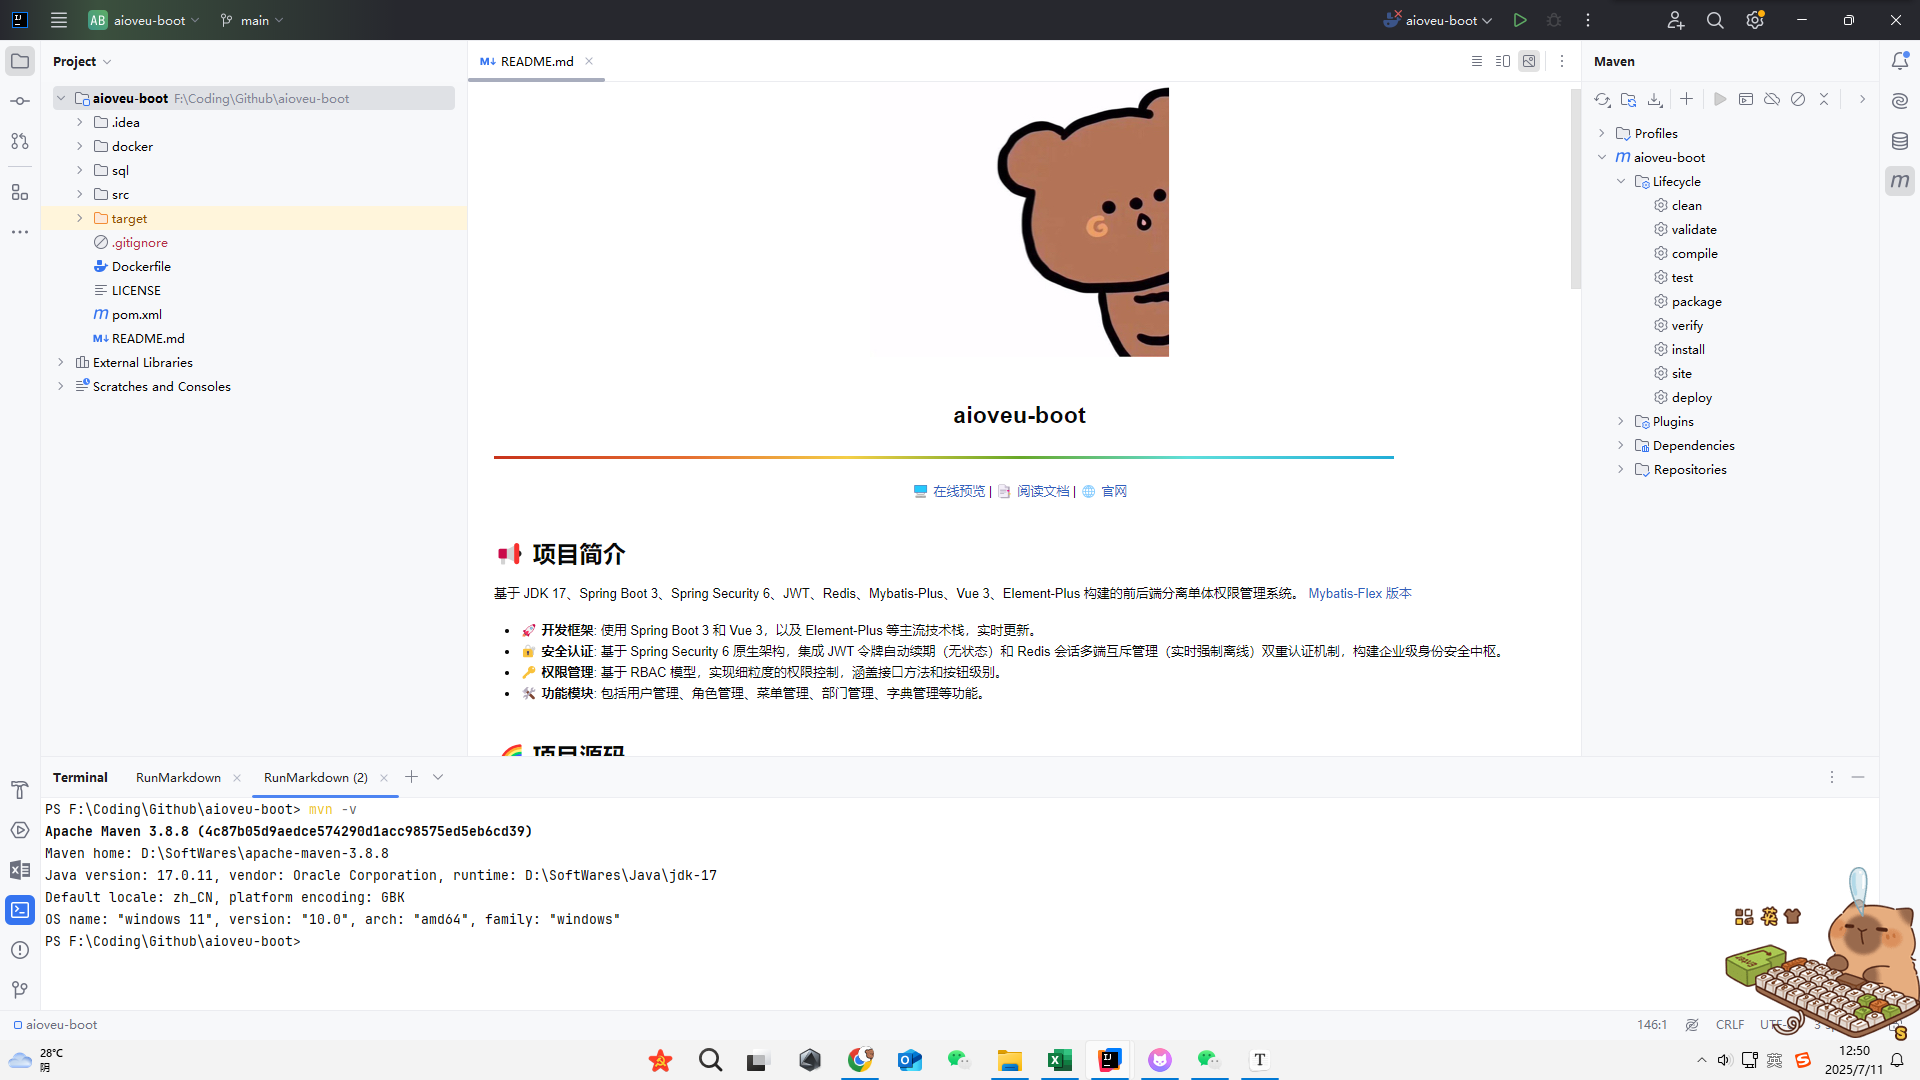 AB aioveu-boot main aioveu-boot
Project
aioveu-boot F:\Coding\Github\aioveu-boot
.idea
docker
sql
src
target
.gitignore
Dockerfile
LICENSE
pom.xml
README.md
External Libraries
Scratches and Consoles
README.md
aioveu-boot
在线预览 | 阅读文档 | 官网
项目简介
基于 JDK 17、Spring Boot 3、Spring Security 6、JWT、Redis、Mybatis-Plus、Vue 3、Element-Plus 构建的前后端分离单体权限管理系统。 Mybatis-Flex 版本
开发框架: 使用 Spring Boot 3 和 Vue 3，以及 Element-Plus 等主流技术栈，实时更新。
安全认证: 基于 Spring Security 6 原生架构，集成 JWT 令牌自动续期（无状态）和 Redis 会话多端互斥管理（实时强制离线）双重认证机制，构建企业级身份安全中枢。
权限管理: 基于 RBAC 模型，实现细粒度的权限控制，涵盖接口方法和按钮级别。
功能模块: 包括用户管理、角色管理、菜单管理、部门管理、字典管理等功能。
项目源码
Maven
Profiles
aioveu-boot
Lifecycle
clean
validate
compile
test
package
verify
install
site
deploy
Plugins
Dependencies
Repositories
Terminal RunMarkdown RunMarkdown (2)
PS F:\Coding\Github\aioveu-boot> mvn -v
Apache Maven 3.8.8 (4c87b05d9aedce574290d1acc98575ed5eb6cd39)
Maven home: D:\SoftWares\apache-maven-3.8.8
Java version: 17.0.11, vendor: Oracle Corporation, runtime: D:\SoftWares\Java\jdk-17
Default locale: zh_CN, platform encoding: GBK
OS name: "windows 11", version: "10.0", arch: "amd64", family: "windows"
PS F:\Coding\Github\aioveu-boot>
英
aioveu-boot 146:1 CRLF
28°C
阴
英
12:50
2025/7/11